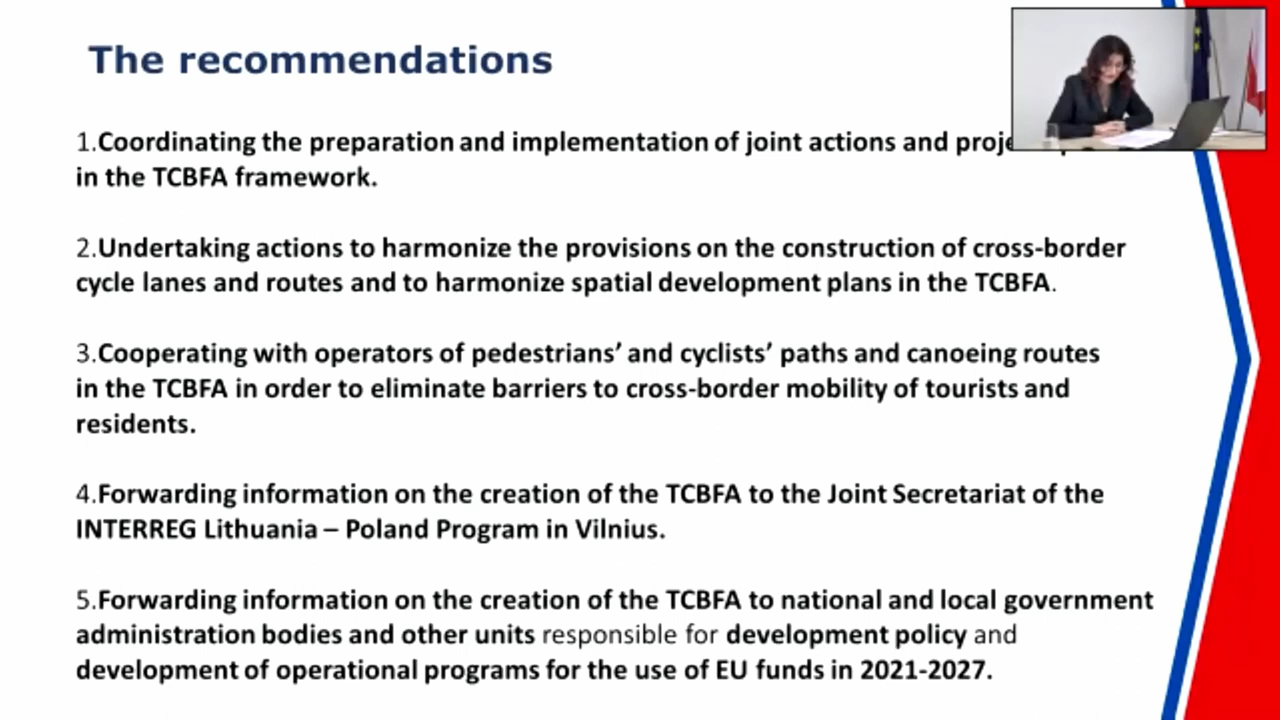 The recommendations
1.Coordinating the preparation and implementation of joint actions and
in the TCBFA framework.
2.Undertaking actions to harmonize the provisions on the construction of cross-border
cycle lanes and routes and to harmonize spatial development plans in the TCBFA.
3.Cooperating with operators of pedestrians’ and cyclists’ paths and canoeing routes
in the TCBFA in order to eliminate barriers to cross-border mobility of tourists and
residents.
4.Forwarding information on the creation of the TCBFA to the Joint Secretariat of the
INTERREG Lithuania – Poland Program in Vilnius.
5.Forwarding information on the creation of the TCBFA to national and local government
administration bodies and other units responsible for development policy and
development of operational programs for the use of EU funds in 2021-2027.